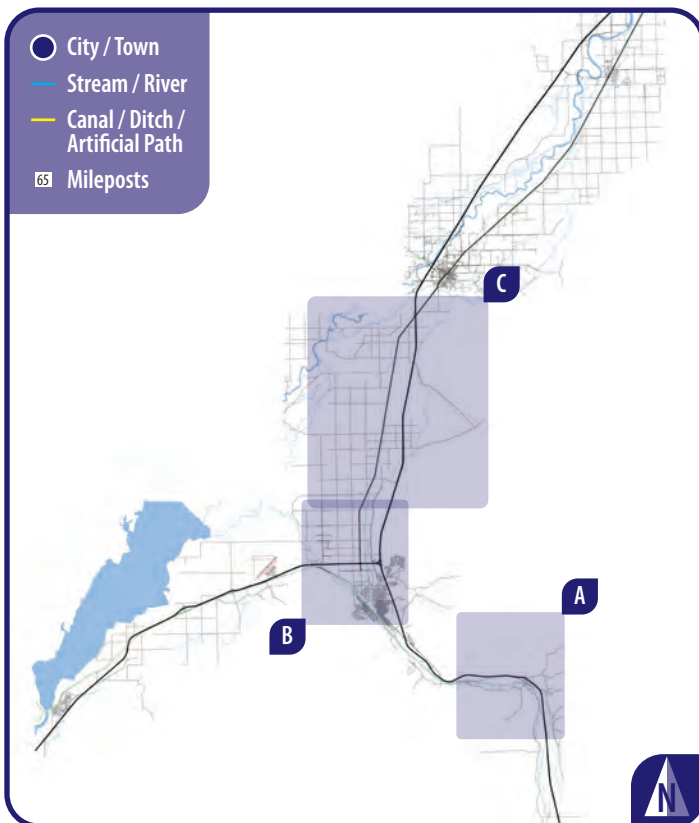 City / Town
Stream / River
Canal / Ditch /
Artificial Path
65 Mileposts
C
A
B
N